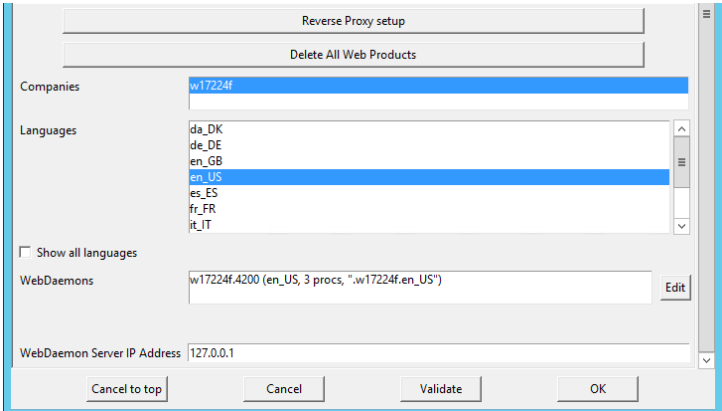 Reverse Proxy setup
Delete All Web Products
Companies
w17224f
Languages
da_DK
de_DE
en_GB
en_US
es_ES
fr_FR
it_IT
Show all languages
WebDaemons
w17224f.4200 (en_US, 3 procs, ".w17224f.en_US")
Edit
WebDaemon Server IP Address 127.0.0.1
Cancel to top Cancel Validate OK